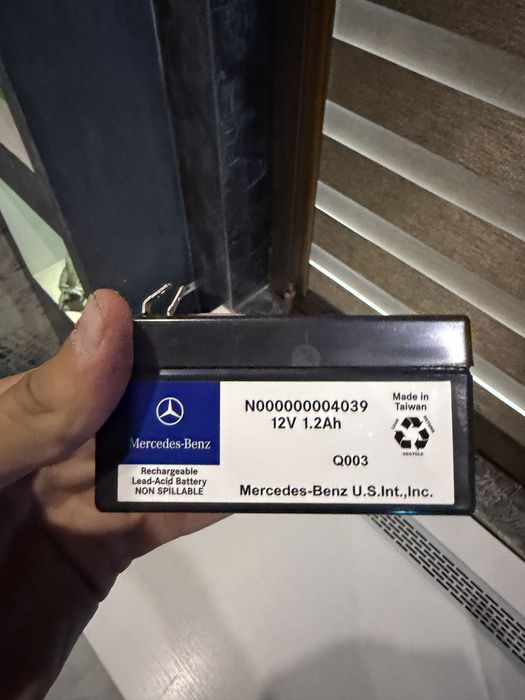 Mercedes-Benz
Rechargeable
Lead-Acid Battery
NON SPILLABLE
N000000004039
12V 1.2Ah
Q003
Mercedes-Benz U.S.Int.,Inc.
Made in
Taiwan
RECYCLE